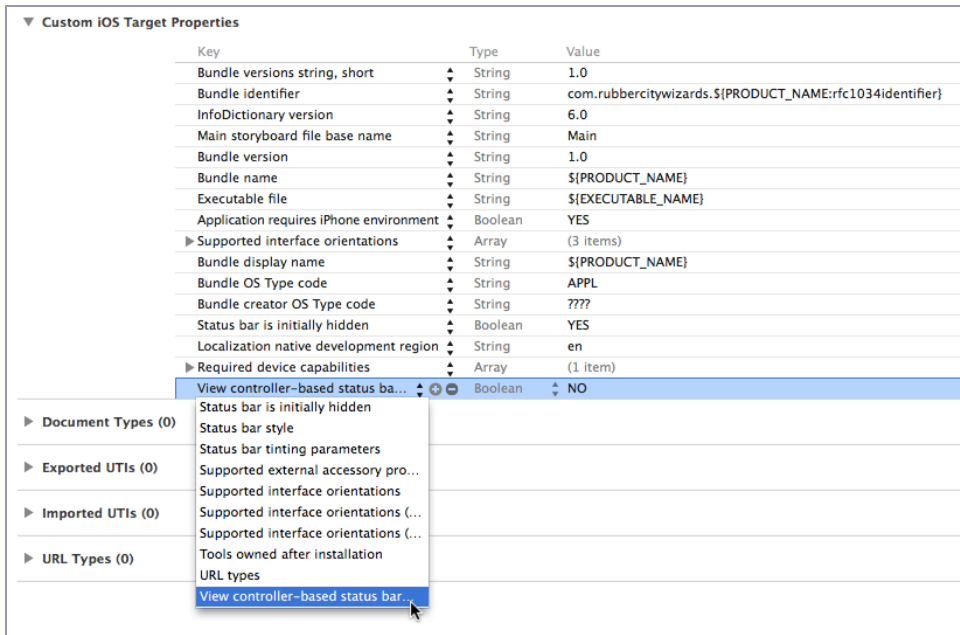 Custom iOS Target Properties
Key Type Value
Bundle versions string, short String 1.0
Bundle identifier String com.rubbercitywizards.${PRODUCT_NAME:rfc1034identifier}
InfoDictionary version String 6.0
Main storyboard file base name String Main
Bundle version String 1.0
Bundle name String ${PRODUCT_NAME}
Executable file String ${EXECUTABLE_NAME}
Application requires iPhone environment Boolean YES
Supported interface orientations Array (3 items)
Bundle display name String ${PRODUCT_NAME}
Bundle OS Type code String APPL
Bundle creator OS Type code String ????
Status bar is initially hidden Boolean YES
Localization native development region String en
Required device capabilities Array (1 item)
View controller-based status ba... Boolean NO
Status bar is initially hidden
Document Types (0)
Status bar style
Status bar tinting parameters
Exported UTIs (0)
Supported external accessory pro...
Supported interface orientations
Imported UTIs (0)
Supported interface orientations (...
Supported interface orientations (...
URL Types (0)
Tools owned after installation
URL types
View controller-based status bar...